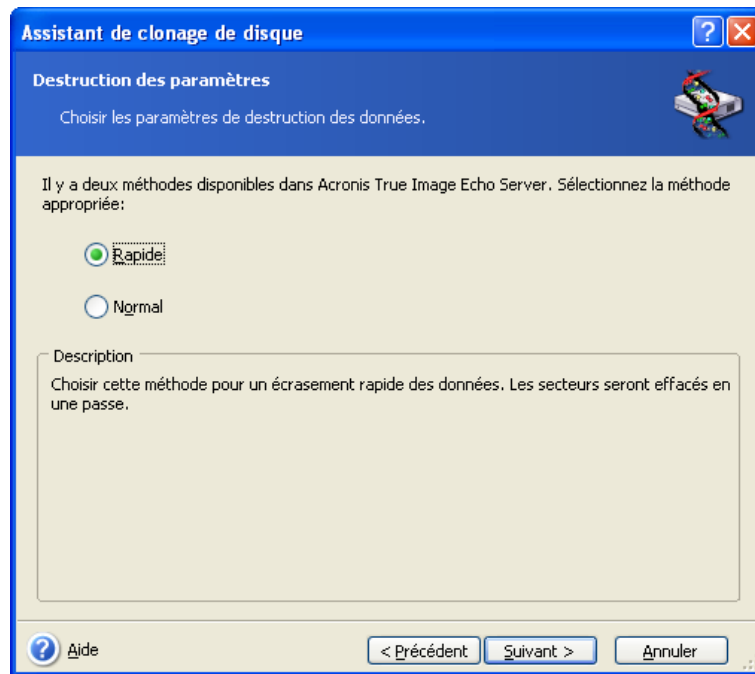 Assistant de clonage de disque
Destruction des paramètres
Choisir les paramètres de destruction des données.
Il y a deux méthodes disponibles dans Acronis True Image Echo Server. Sélectionnez la méthode
appropriée:
Rapide
Normal
Description
Choisir cette méthode pour un écrasement rapide des données. Les secteurs seront effacés en
une passe.
Aide
< Précédent
Suivant >
Annuler